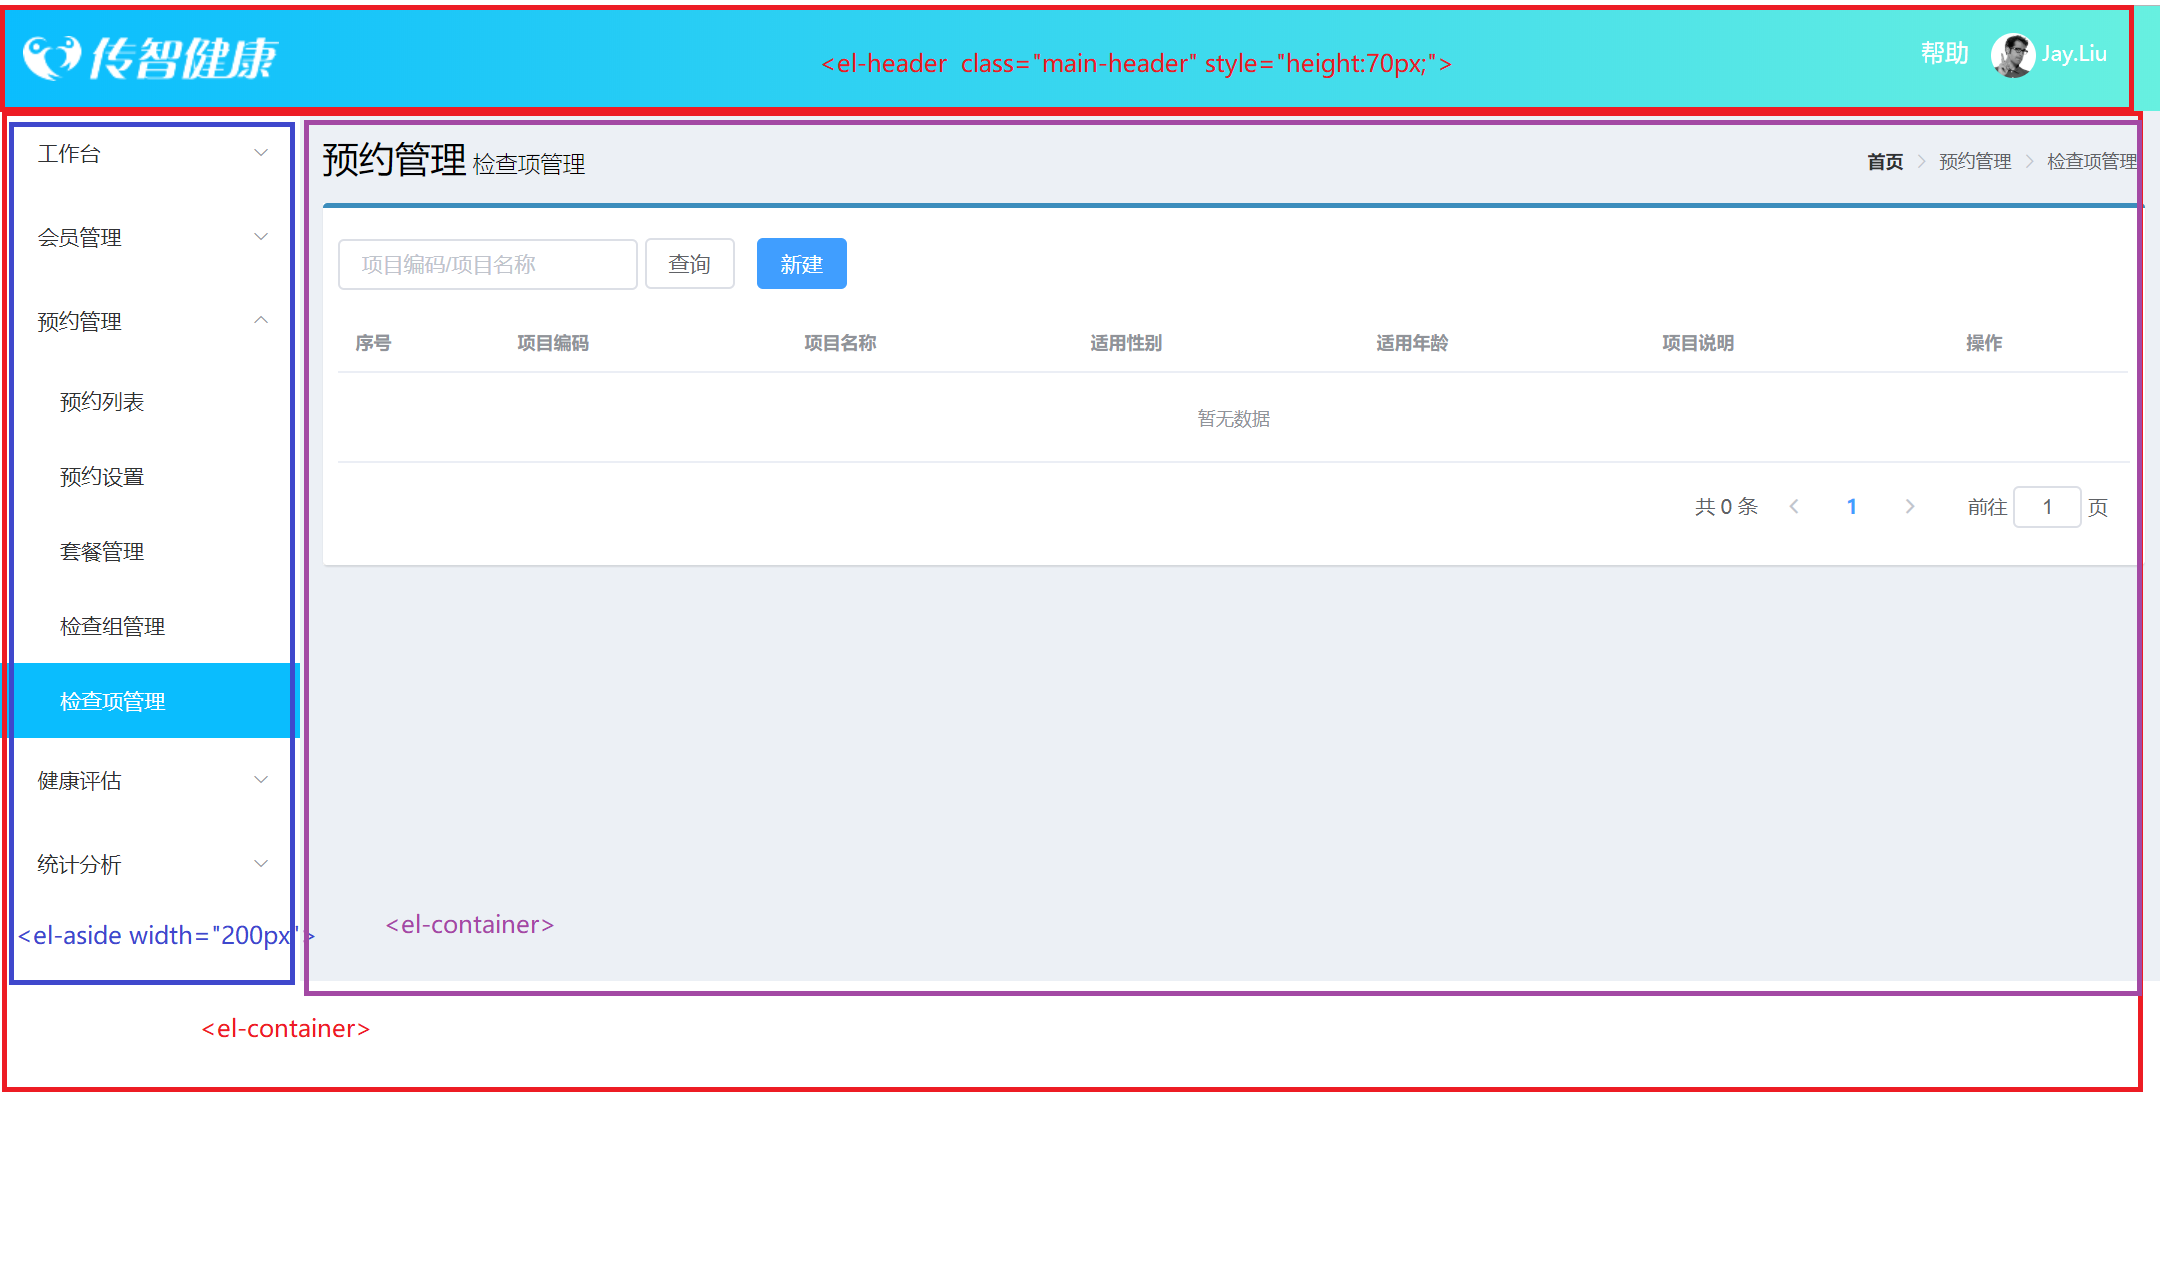 传智健康
<el-header  class="main-header" style="height:70px;">
帮助 Jay.Liu
工作台
会员管理
预约管理
预约列表
预约设置
套餐管理
检查组管理
检查项管理
健康评估
统计分析
<el-aside width="200px">
预约管理 检查项管理
首页 > 预约管理 > 检查项管理
项目编码/项目名称 查询 新建
序号 项目编码 项目名称 适用性别 适用年龄 项目说明 操作
暂无数据
共 0 条 < 1 > 前往 1 页
<el-container>
<el-container>